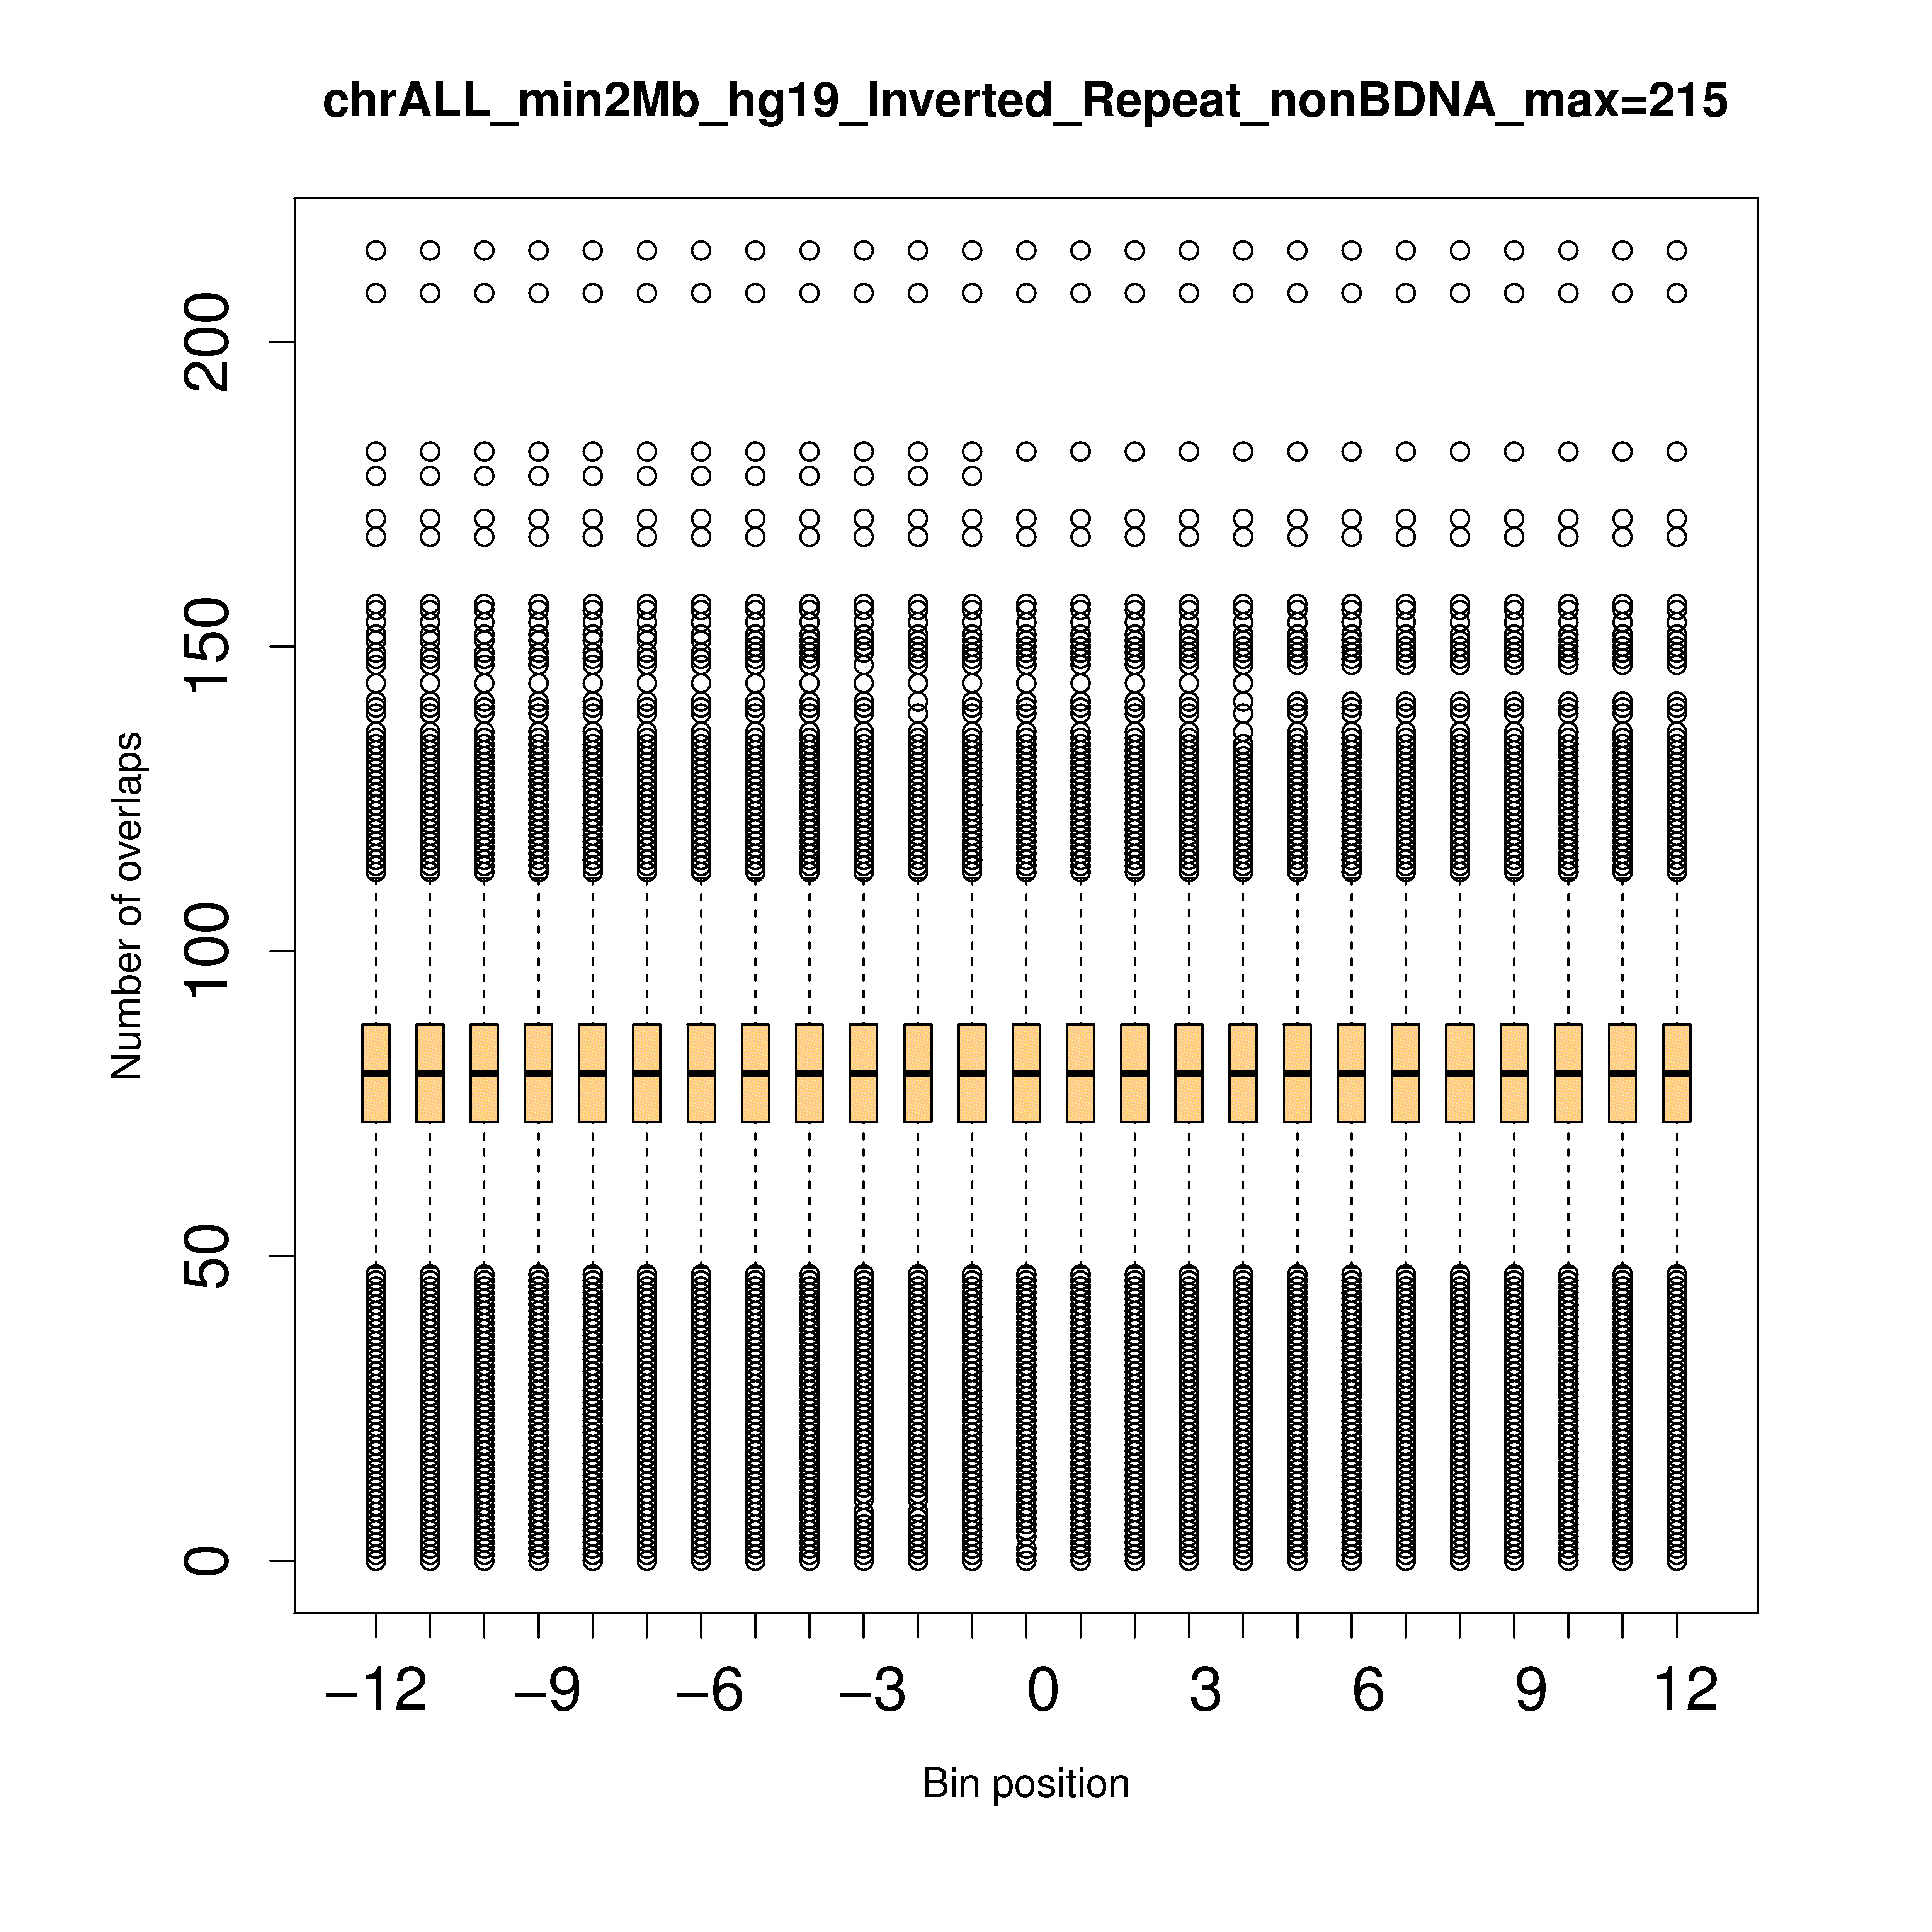 chrALL_min2Mb_hg19_Inverted_Repeat_nonBDNA_max=215
Number of overlaps
200
150
100
50
0
−12 −9 −6 −3 0 3 6 9 12
Bin position